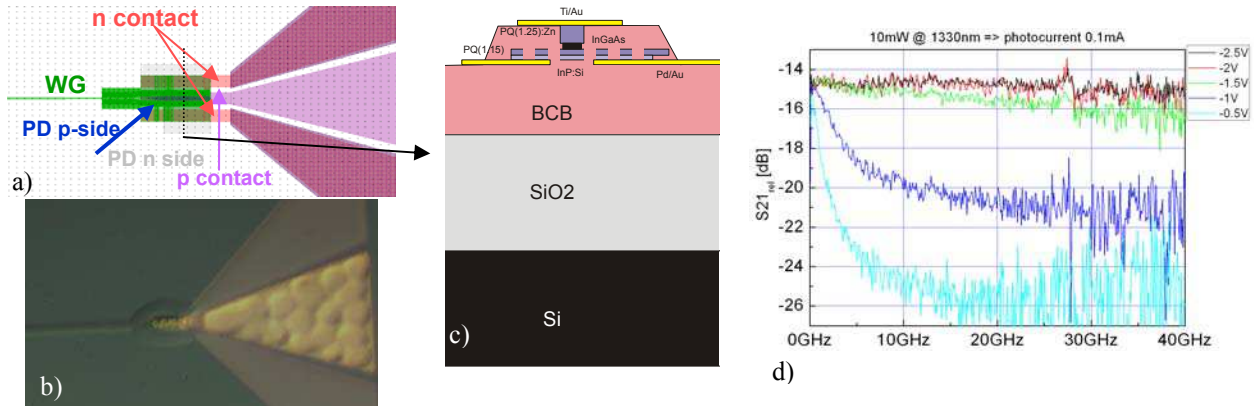 a)
n contact
WG
PD p-side
PD n side
p contact
b)
Ti/Au
PQ(1.25):Zn
InGaAs
PQ(1.15)
InP:Si
Pd/Au
BCB
SiO2
Si
c)
10mW @ 1330nm => photocurrent 0.1mA
-2.5V
-2V
-1.5V
-1V
-0.5V
S21rel [dB]
-14
-16
-18
-20
-22
-24
-26
0GHz 10GHz 20GHz 30GHz 40GHz
d)